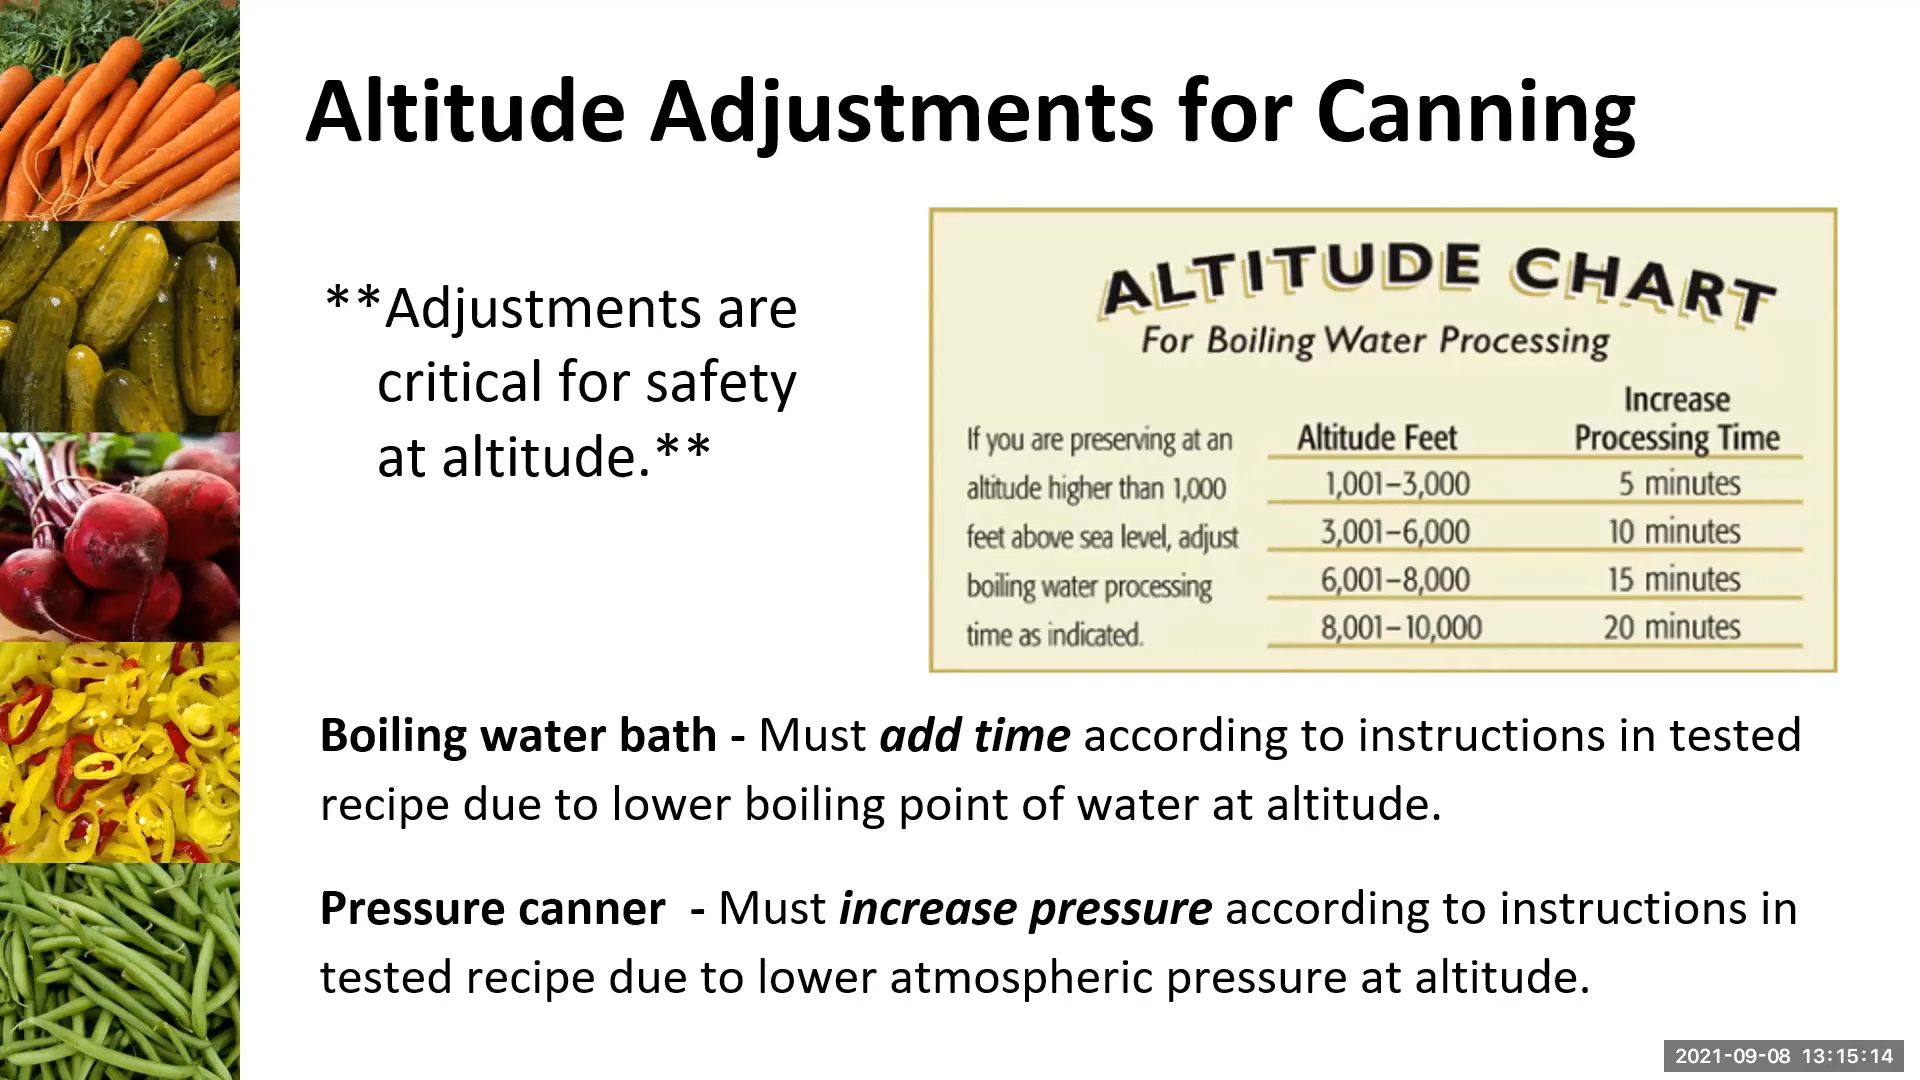 Altitude Adjustments for Canning
**Adjustments are
critical for safety
at altitude.**
ALTITUDE CHART
For Boiling Water Processing
If you are preserving at an
altitude higher than 1,000
feet above sea level, adjust
boiling water processing
time as indicated.
Increase
Altitude Feet Processing Time
1,001–3,000 5 minutes
3,001–6,000 10 minutes
6,001–8,000 15 minutes
8,001–10,000 20 minutes
Boiling water bath - Must add time according to instructions in tested
recipe due to lower boiling point of water at altitude.
Pressure canner - Must increase pressure according to instructions in
tested recipe due to lower atmospheric pressure at altitude.
2021-09-08 13:15:14